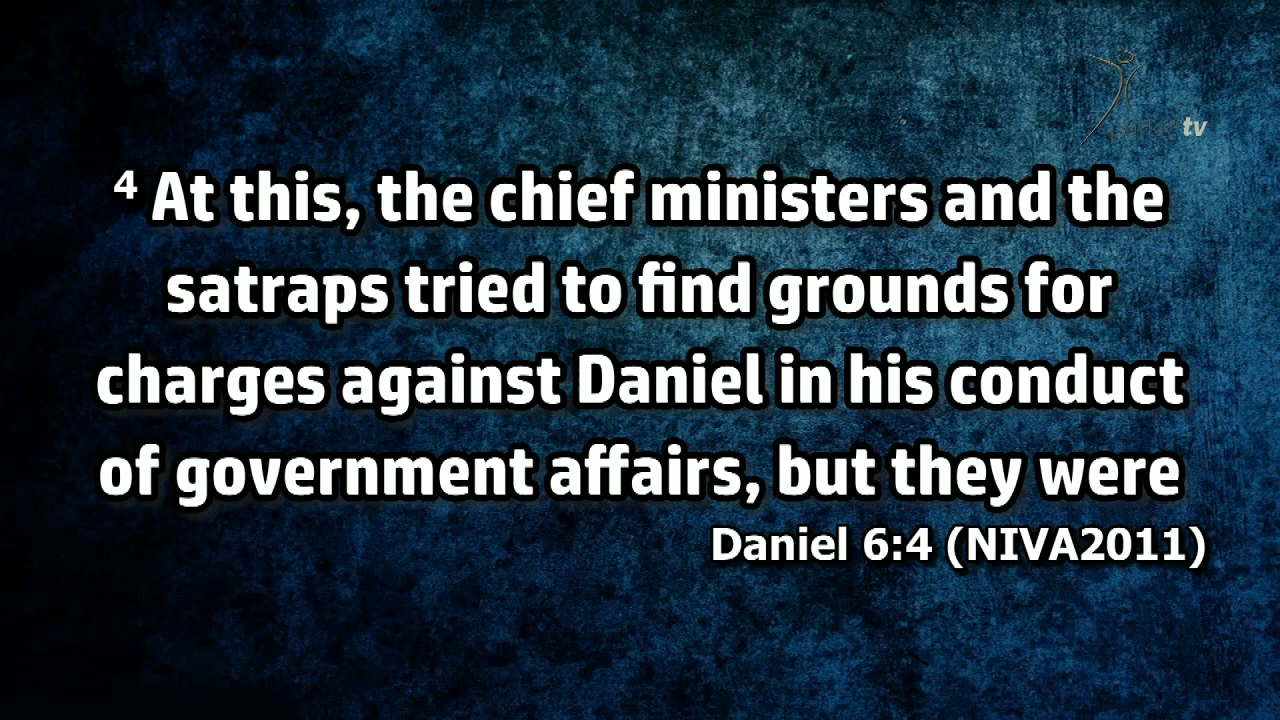 tv
⁴ At this, the chief ministers and the
satraps tried to find grounds for
charges against Daniel in his conduct
of government affairs, but they were
Daniel 6:4 (NIVA2011)